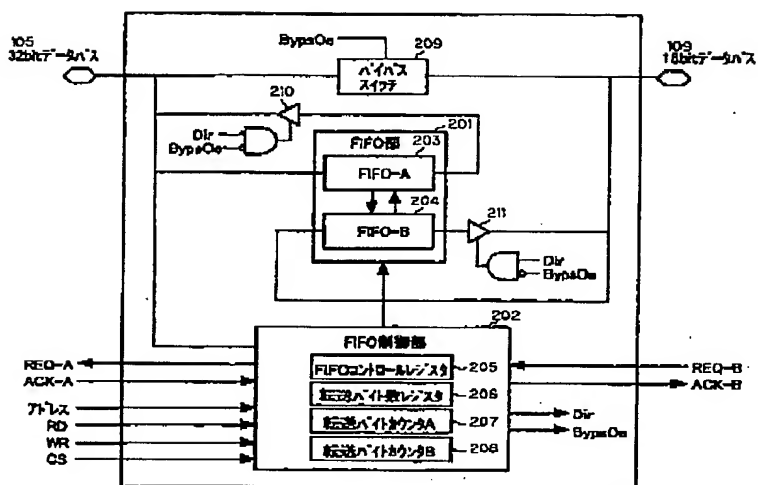 105
32bitデータバス
BypsOe
209
バイパス
スイッチ
109
16bitデータバス
210
Dir
BypsOe
201
FIFO部
203
FIFO-A
204
FIFO-B
211
Dir
BypsOe
202
FIFO制御部
REQ-A
ACK-A
アドレス
RD
WR
CS
FIFOコントロールレジスタ
205
転送バイト数レジスタ
206
転送バイトカウンタA
207
転送バイトカウンタB
208
REQ-B
ACK-B
Dir
BypsOe